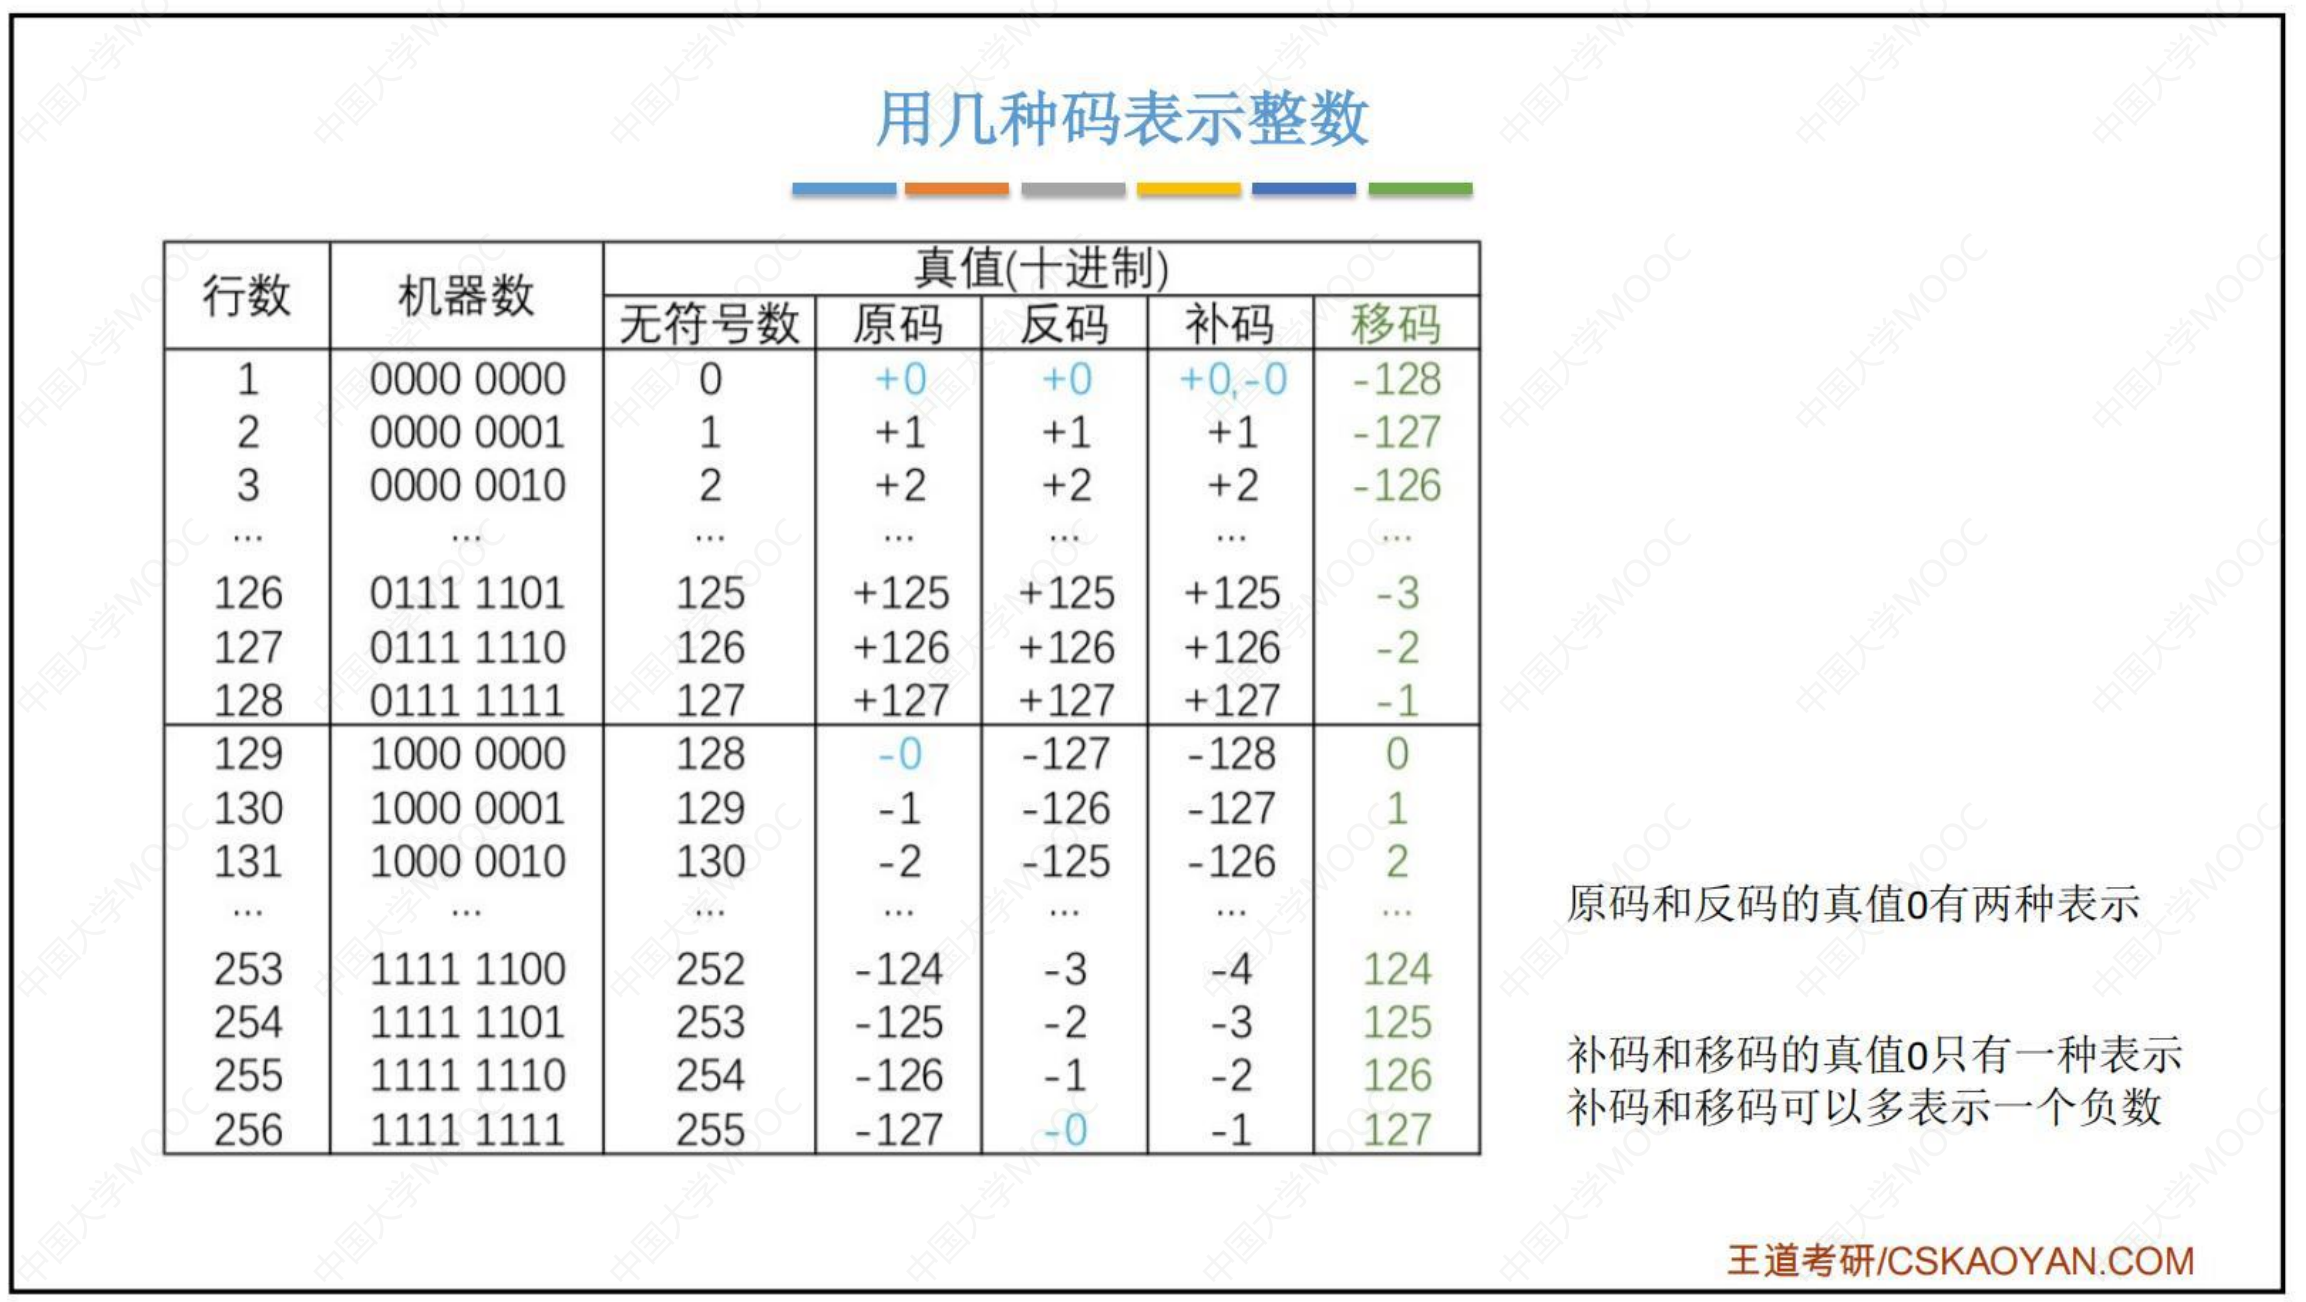 用几种码表示整数
行数 机器数 真值(十进制)
无符号数 原码 反码 补码 移码
1 0000 0000 0 +0 +0 +0,-0 -128
2 0000 0001 1 +1 +1 +1 -127
3 0000 0010 2 +2 +2 +2 -126
... ... ... ... ... ... ...
126 0111 1101 125 +125 +125 +125 -3
127 0111 1110 126 +126 +126 +126 -2
128 0111 1111 127 +127 +127 +127 -1
129 1000 0000 128 -0 -127 -128 0
130 1000 0001 129 -1 -126 -127 1
131 1000 0010 130 -2 -125 -126 2
... ... ... ... ... ... ...
253 1111 1100 252 -124 -3 -4 124
254 1111 1101 253 -125 -2 -3 125
255 1111 1110 254 -126 -1 -2 126
256 1111 1111 255 -127 -0 -1 127
原码和反码的真值0有两种表示
补码和移码的真值0只有一种表示
补码和移码可以多表示一个负数
王道考研/CSKAOYAN.COM
中国大学MOOC